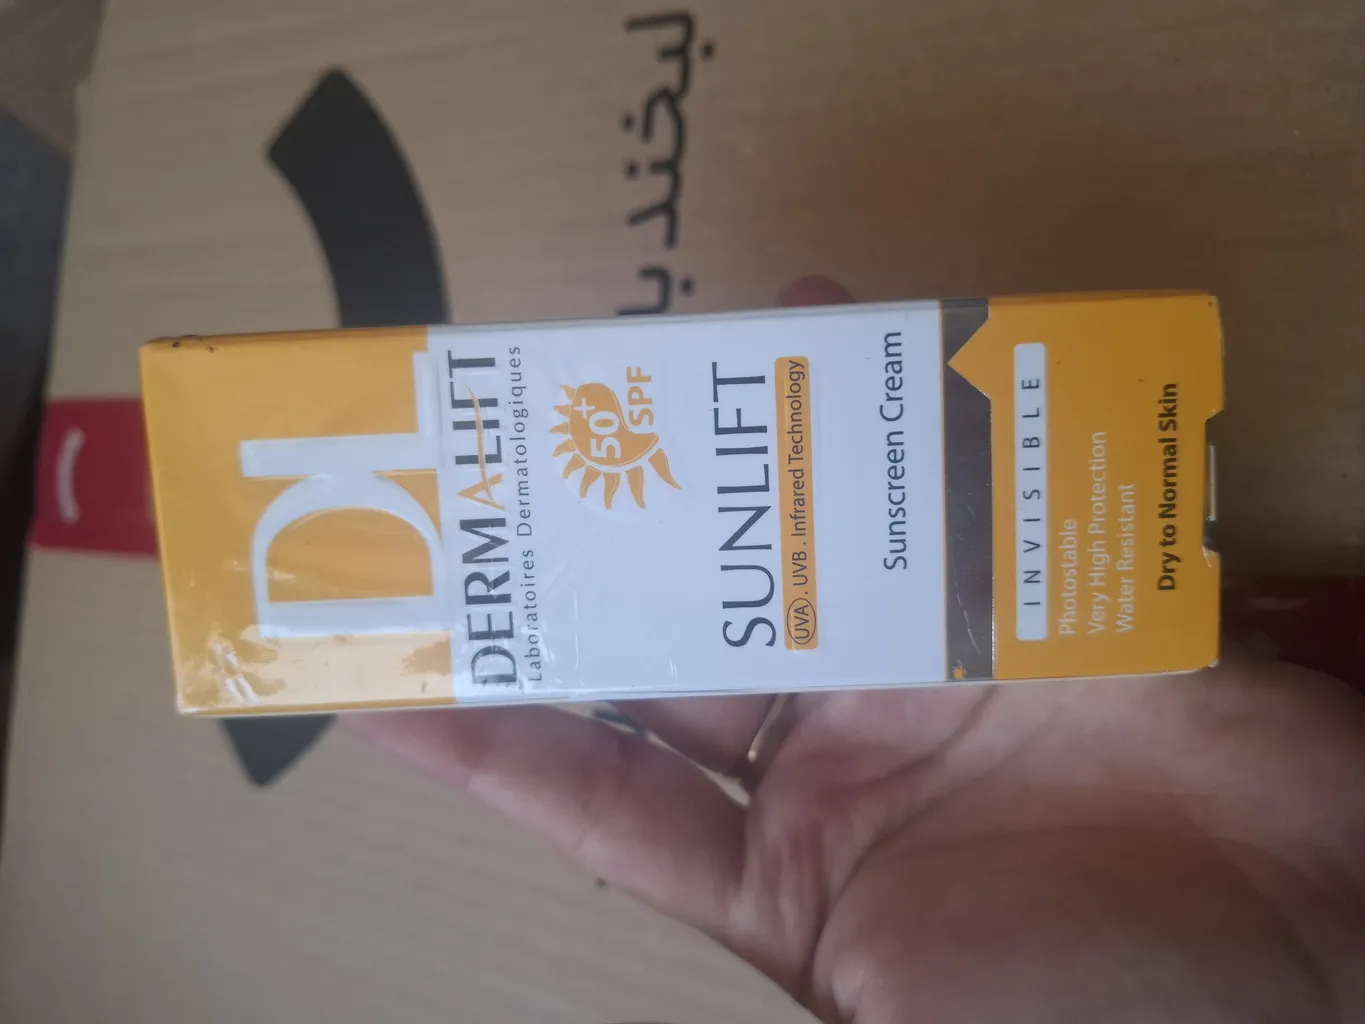 لبخند با
DL
DERMALIFT
Laboratoires Dermatologiques
50+
SPF
SUNLIFT
UVA . UVB . Infrared Technology
Sunscreen Cream
INVISIBLE
Photostable
Very High Protection
Water Resistant
Dry to Normal Skin